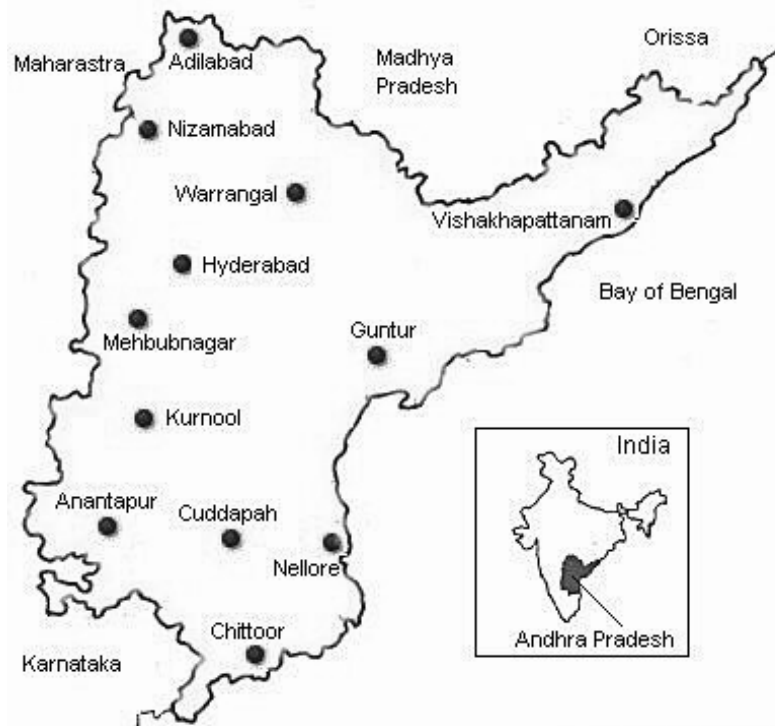 Orissa
Maharastra
Adilabad
Madhya
Pradesh
Nizamabad
Warrangal
Vishakhapattanam
Hyderabad
Bay of Bengal
Guntur
Mehbubnagar
Kurnool
India
Anantapur
Cuddapah
Nellore
Andhra Pradesh
Chittoor
Karnataka